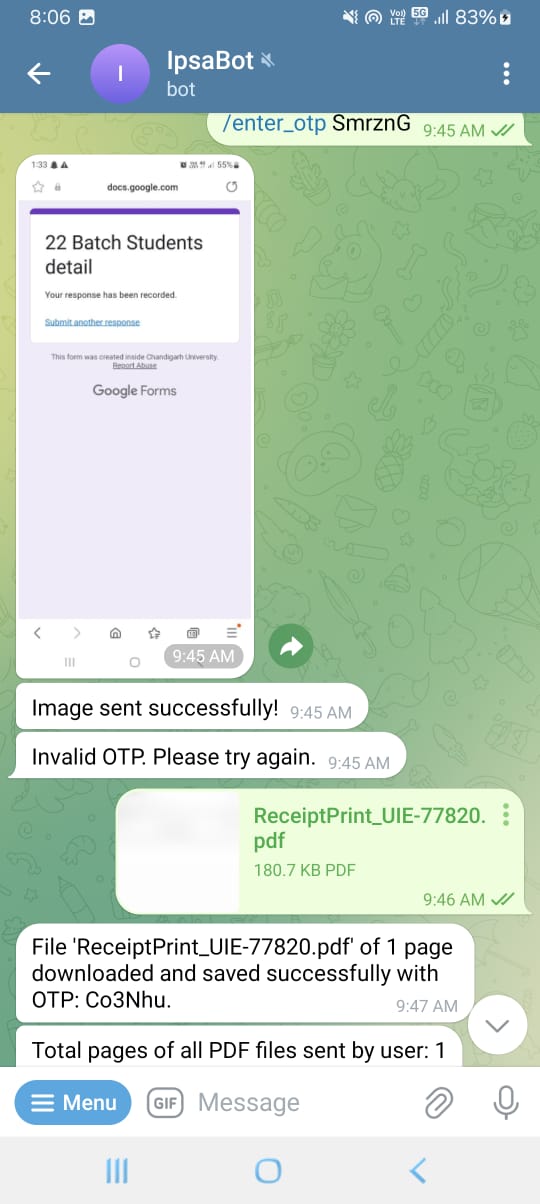 8:06
Vo)) LTE 5G 83%
I
IpsaBot
bot
/enter_otp SmrznG 9:45 AM
1:33 55%
docs.google.com
22 Batch Students
detail
Your response has been recorded.
Submit another response
This form was created inside Chandigarh University.
Report Abuse
Google Forms
9:45 AM
Image sent successfully! 9:45 AM
Invalid OTP. Please try again. 9:45 AM
ReceiptPrint_UIE-77820.
pdf
180.7 KB PDF
9:46 AM
File 'ReceiptPrint_UIE-77820.pdf' of 1 page
downloaded and saved successfully with
OTP: Co3Nhu. 9:47 AM
Total pages of all PDF files sent by user: 1
Menu GIF Message